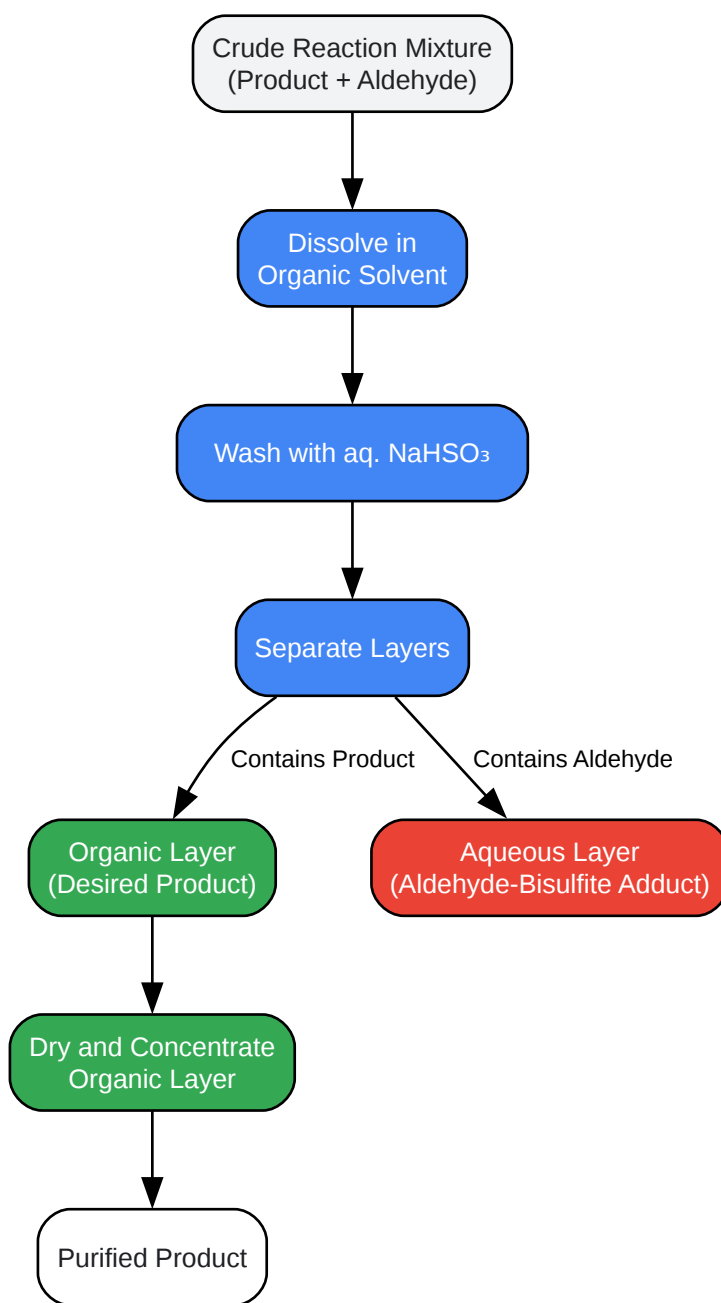 Crude Reaction Mixture
(Product + Aldehyde)
Dissolve in
Organic Solvent
Wash with aq. NaHSO₃
Separate Layers
Contains Product
Contains Aldehyde
Organic Layer
(Desired Product)
Aqueous Layer
(Aldehyde-Bisulfite Adduct)
Dry and Concentrate
Organic Layer
Purified Product